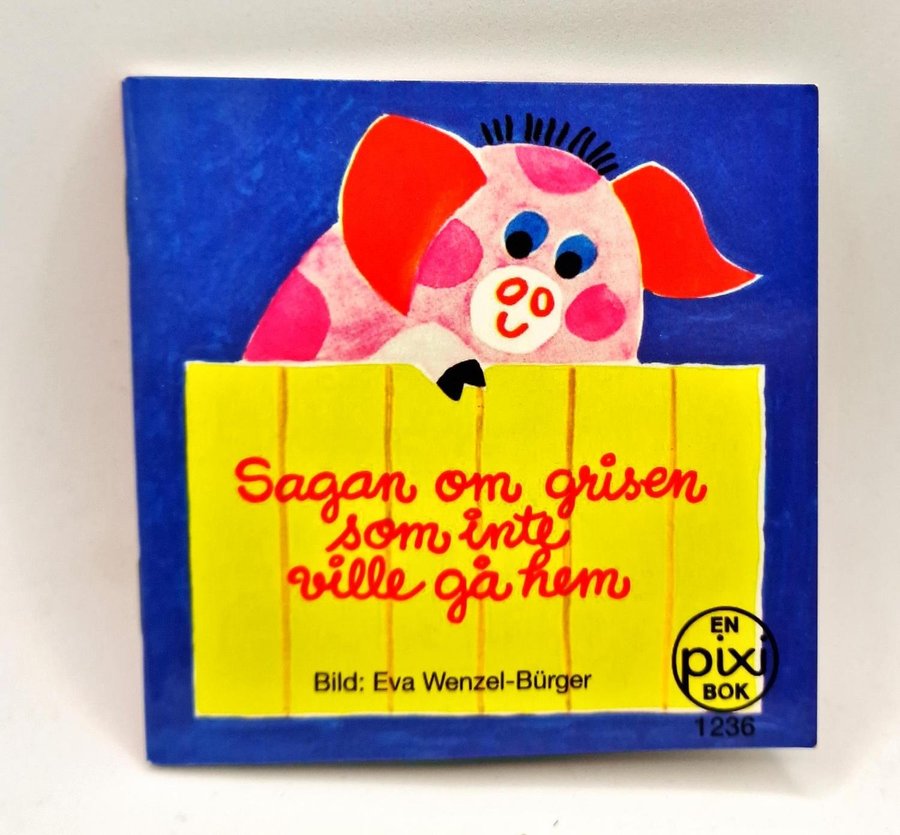 Sagan om grisen
som inte
ville gå hem
Bild: Eva Wenzel-Bürger
EN
pixi
BOK
1236